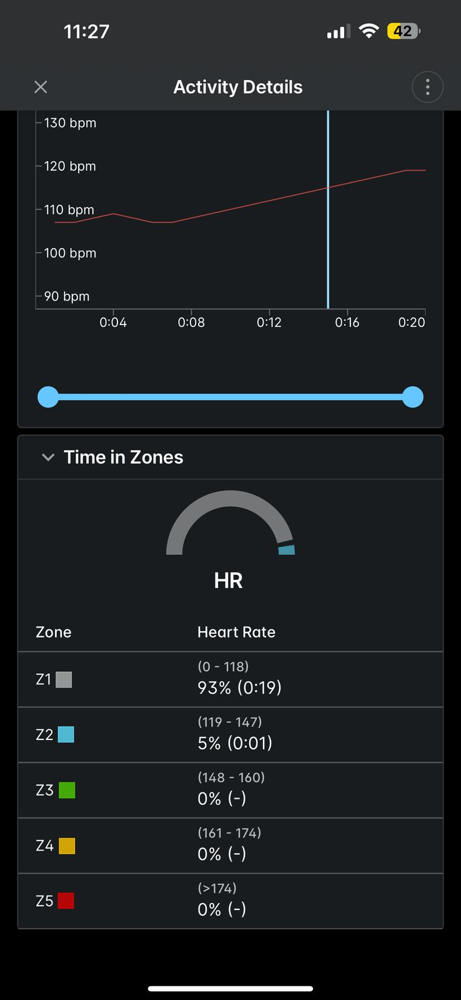 11:27
42
Activity Details
130 bpm
120 bpm
110 bpm
100 bpm
90 bpm
0:04 0:08 0:12 0:16 0:20
Time in Zones
HR
Zone Heart Rate
(0 - 118)
Z1 93% (0:19)
(119 - 147)
Z2 5% (0:01)
(148 - 160)
Z3 0% (-)
(161 - 174)
Z4 0% (-)
(>174)
Z5 0% (-)